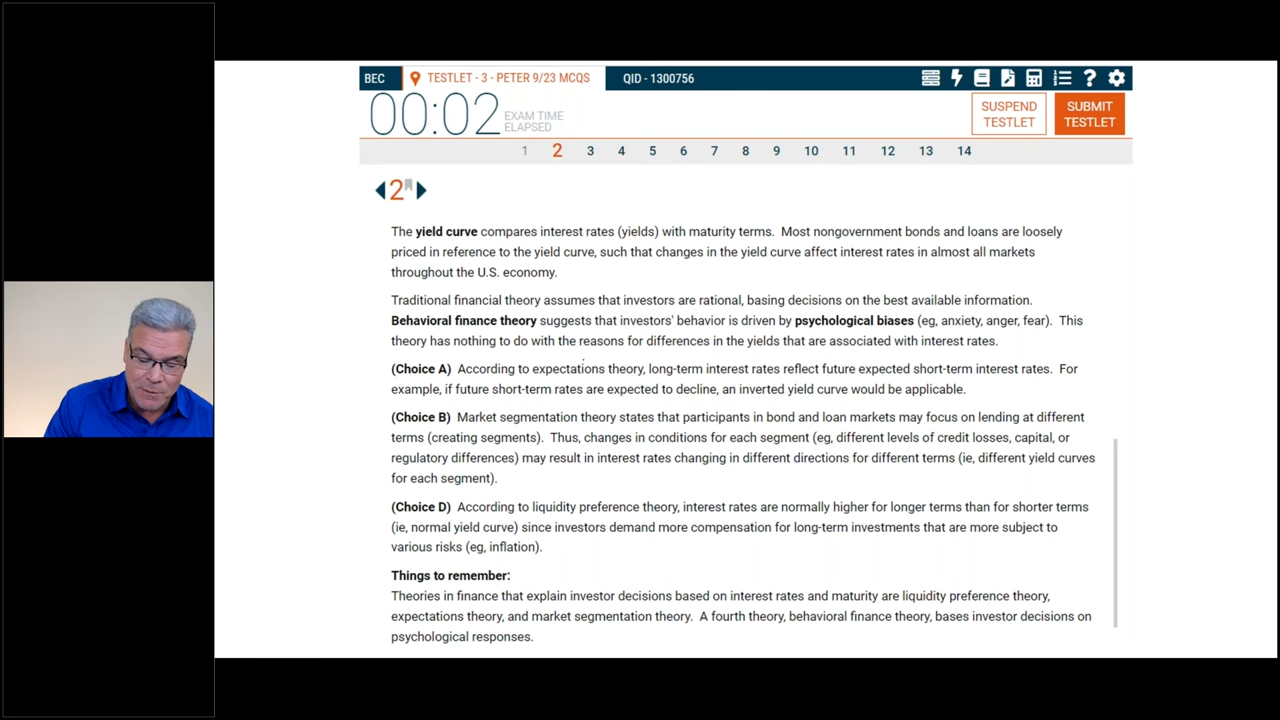 BEC
TESTLET - 3 - PETER 9/23 MCQS
QID - 1300756
?
00:02
EXAM TIME
ELAPSED
SUSPEND
TESTLET
SUBMIT
TESTLET
1 2 3 4 5 6 7 8 9 10 11 12 13 14
2
The yield curve compares interest rates (yields) with maturity terms. Most nongovernment bonds and loans are loosely
priced in reference to the yield curve, such that changes in the yield curve affect interest rates in almost all markets
throughout the U.S. economy.
Traditional financial theory assumes that investors are rational, basing decisions on the best available information.
Behavioral finance theory suggests that investors' behavior is driven by psychological biases (eg, anxiety, anger, fear). This
theory has nothing to do with the reasons for differences in the yields that are associated with interest rates.
(Choice A) According to expectations theory, long-term interest rates reflect future expected short-term interest rates. For
example, if future short-term rates are expected to decline, an inverted yield curve would be applicable.
(Choice B) Market segmentation theory states that participants in bond and loan markets may focus on lending at different
terms (creating segments). Thus, changes in conditions for each segment (eg, different levels of credit losses, capital, or
regulatory differences) may result in interest rates changing in different directions for different terms (ie, different yield curves
for each segment).
(Choice D) According to liquidity preference theory, interest rates are normally higher for longer terms than for shorter terms
(ie, normal yield curve) since investors demand more compensation for long-term investments that are more subject to
various risks (eg, inflation).
Things to remember:
Theories in finance that explain investor decisions based on interest rates and maturity are liquidity preference theory,
expectations theory, and market segmentation theory. A fourth theory, behavioral finance theory, bases investor decisions on
psychological responses.